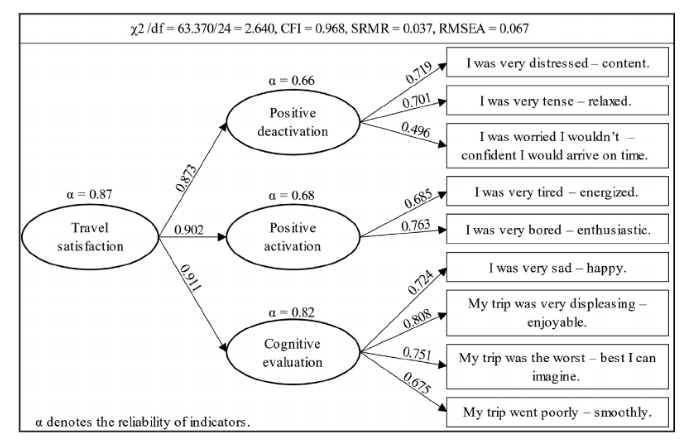 χ2 /df = 63.370/24 = 2.640, CFI = 0.968, SRMR = 0.037, RMSEA = 0.067
α = 0.87
Travel
satisfaction
0.873
0.902
0.911
α = 0.66
Positive
deactivation
0.719
0.701
0.496
α = 0.68
Positive
activation
0.685
0.763
α = 0.82
Cognitive
evaluation
0.724
0.808
0.751
0.675
I was very distressed – content.
I was very tense – relaxed.
I was worried I wouldn’t –
confident I would arrive on time.
I was very tired – energized.
I was very bored – enthusiastic.
I was very sad – happy.
My trip was very displeasing –
enjoyable.
My trip was the worst – best I can
imagine.
My trip went poorly – smoothly.
α denotes the reliability of indicators.